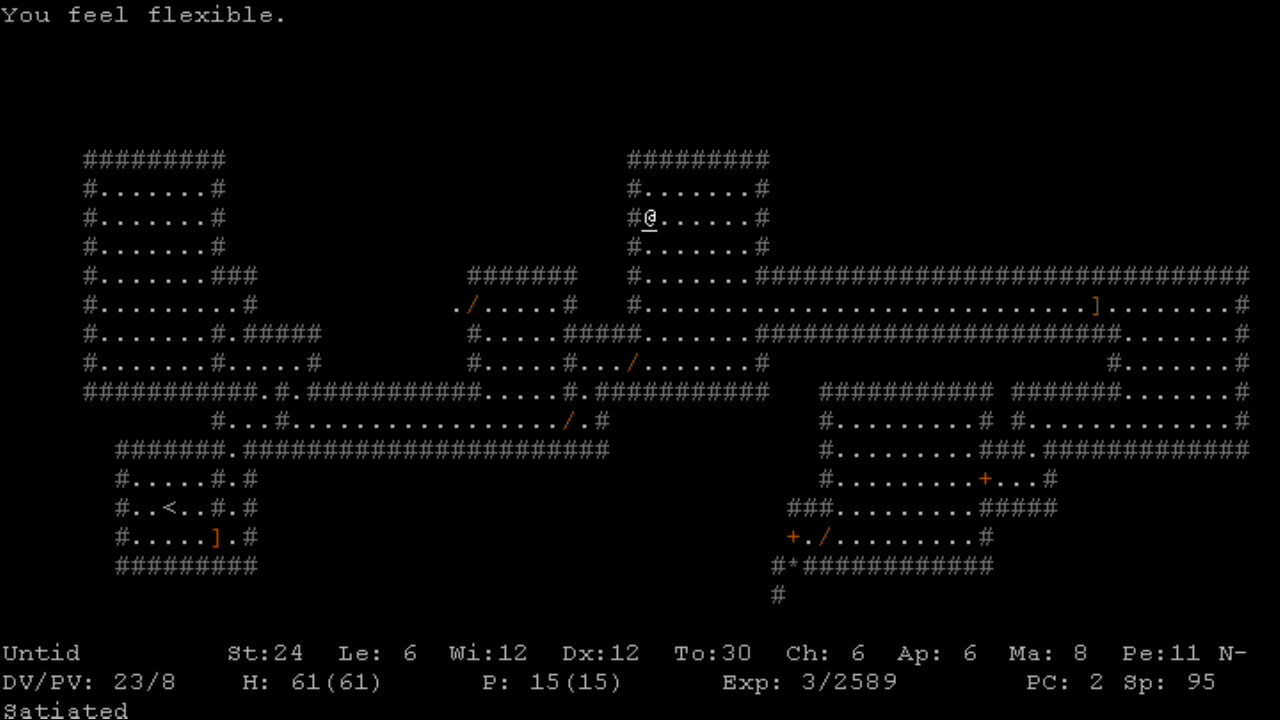 You feel flexible.
#########                         #########
#.......#                         #.......#
#.......#                         #@......#
#.......#                         #.......#
#.......###             #######   #.......###############################
#.........#            ./.....#   #............................]........#
#.......#.#####         #.....#####.......#######################.......#
#.......#.....#         #.....#.../.......#                     #.......#
###########.#.###########.....#.###########   ########### #######.......#
#...#................../.#              #.........# #.............#
#######.#######################             #.........###.#############
#.....#.#                                   #.........+...#
#..<..#.#                                 ###.........#####
#.....].#                                 +./.........#
#########                                #*############
#
Untid         St:24  Le: 6  Wi:12  Dx:12  To:30  Ch: 6  Ap: 6  Ma: 8  Pe:11 N-
DV/PV: 23/8    H: 61(61)      P: 15(15)      Exp: 3/2589        PC: 2 Sp: 95
Satiated